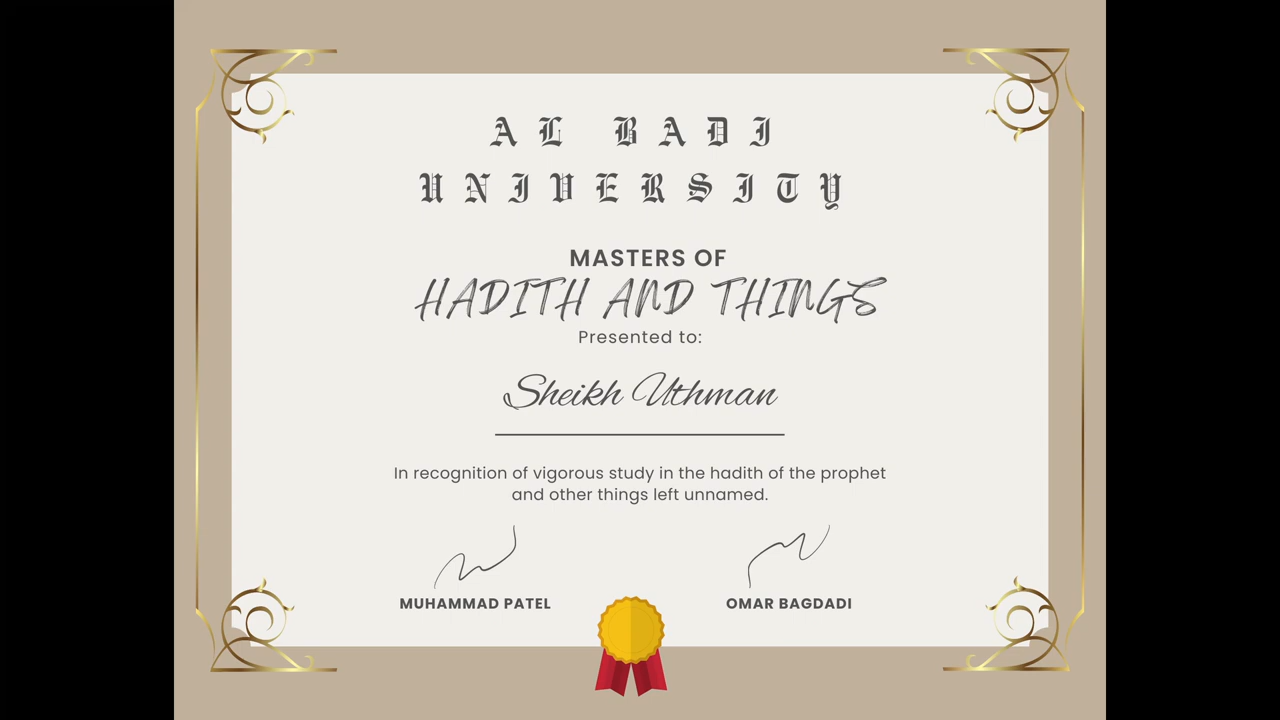 AL BADI
UNIVERSITY
MASTERS OF
HADITH AND THINGS
Presented to:
Sheikh Uthman
In recognition of vigorous study in the hadith of the prophet
and other things left unnamed.
MUHAMMAD PATEL
OMAR BAGDADI